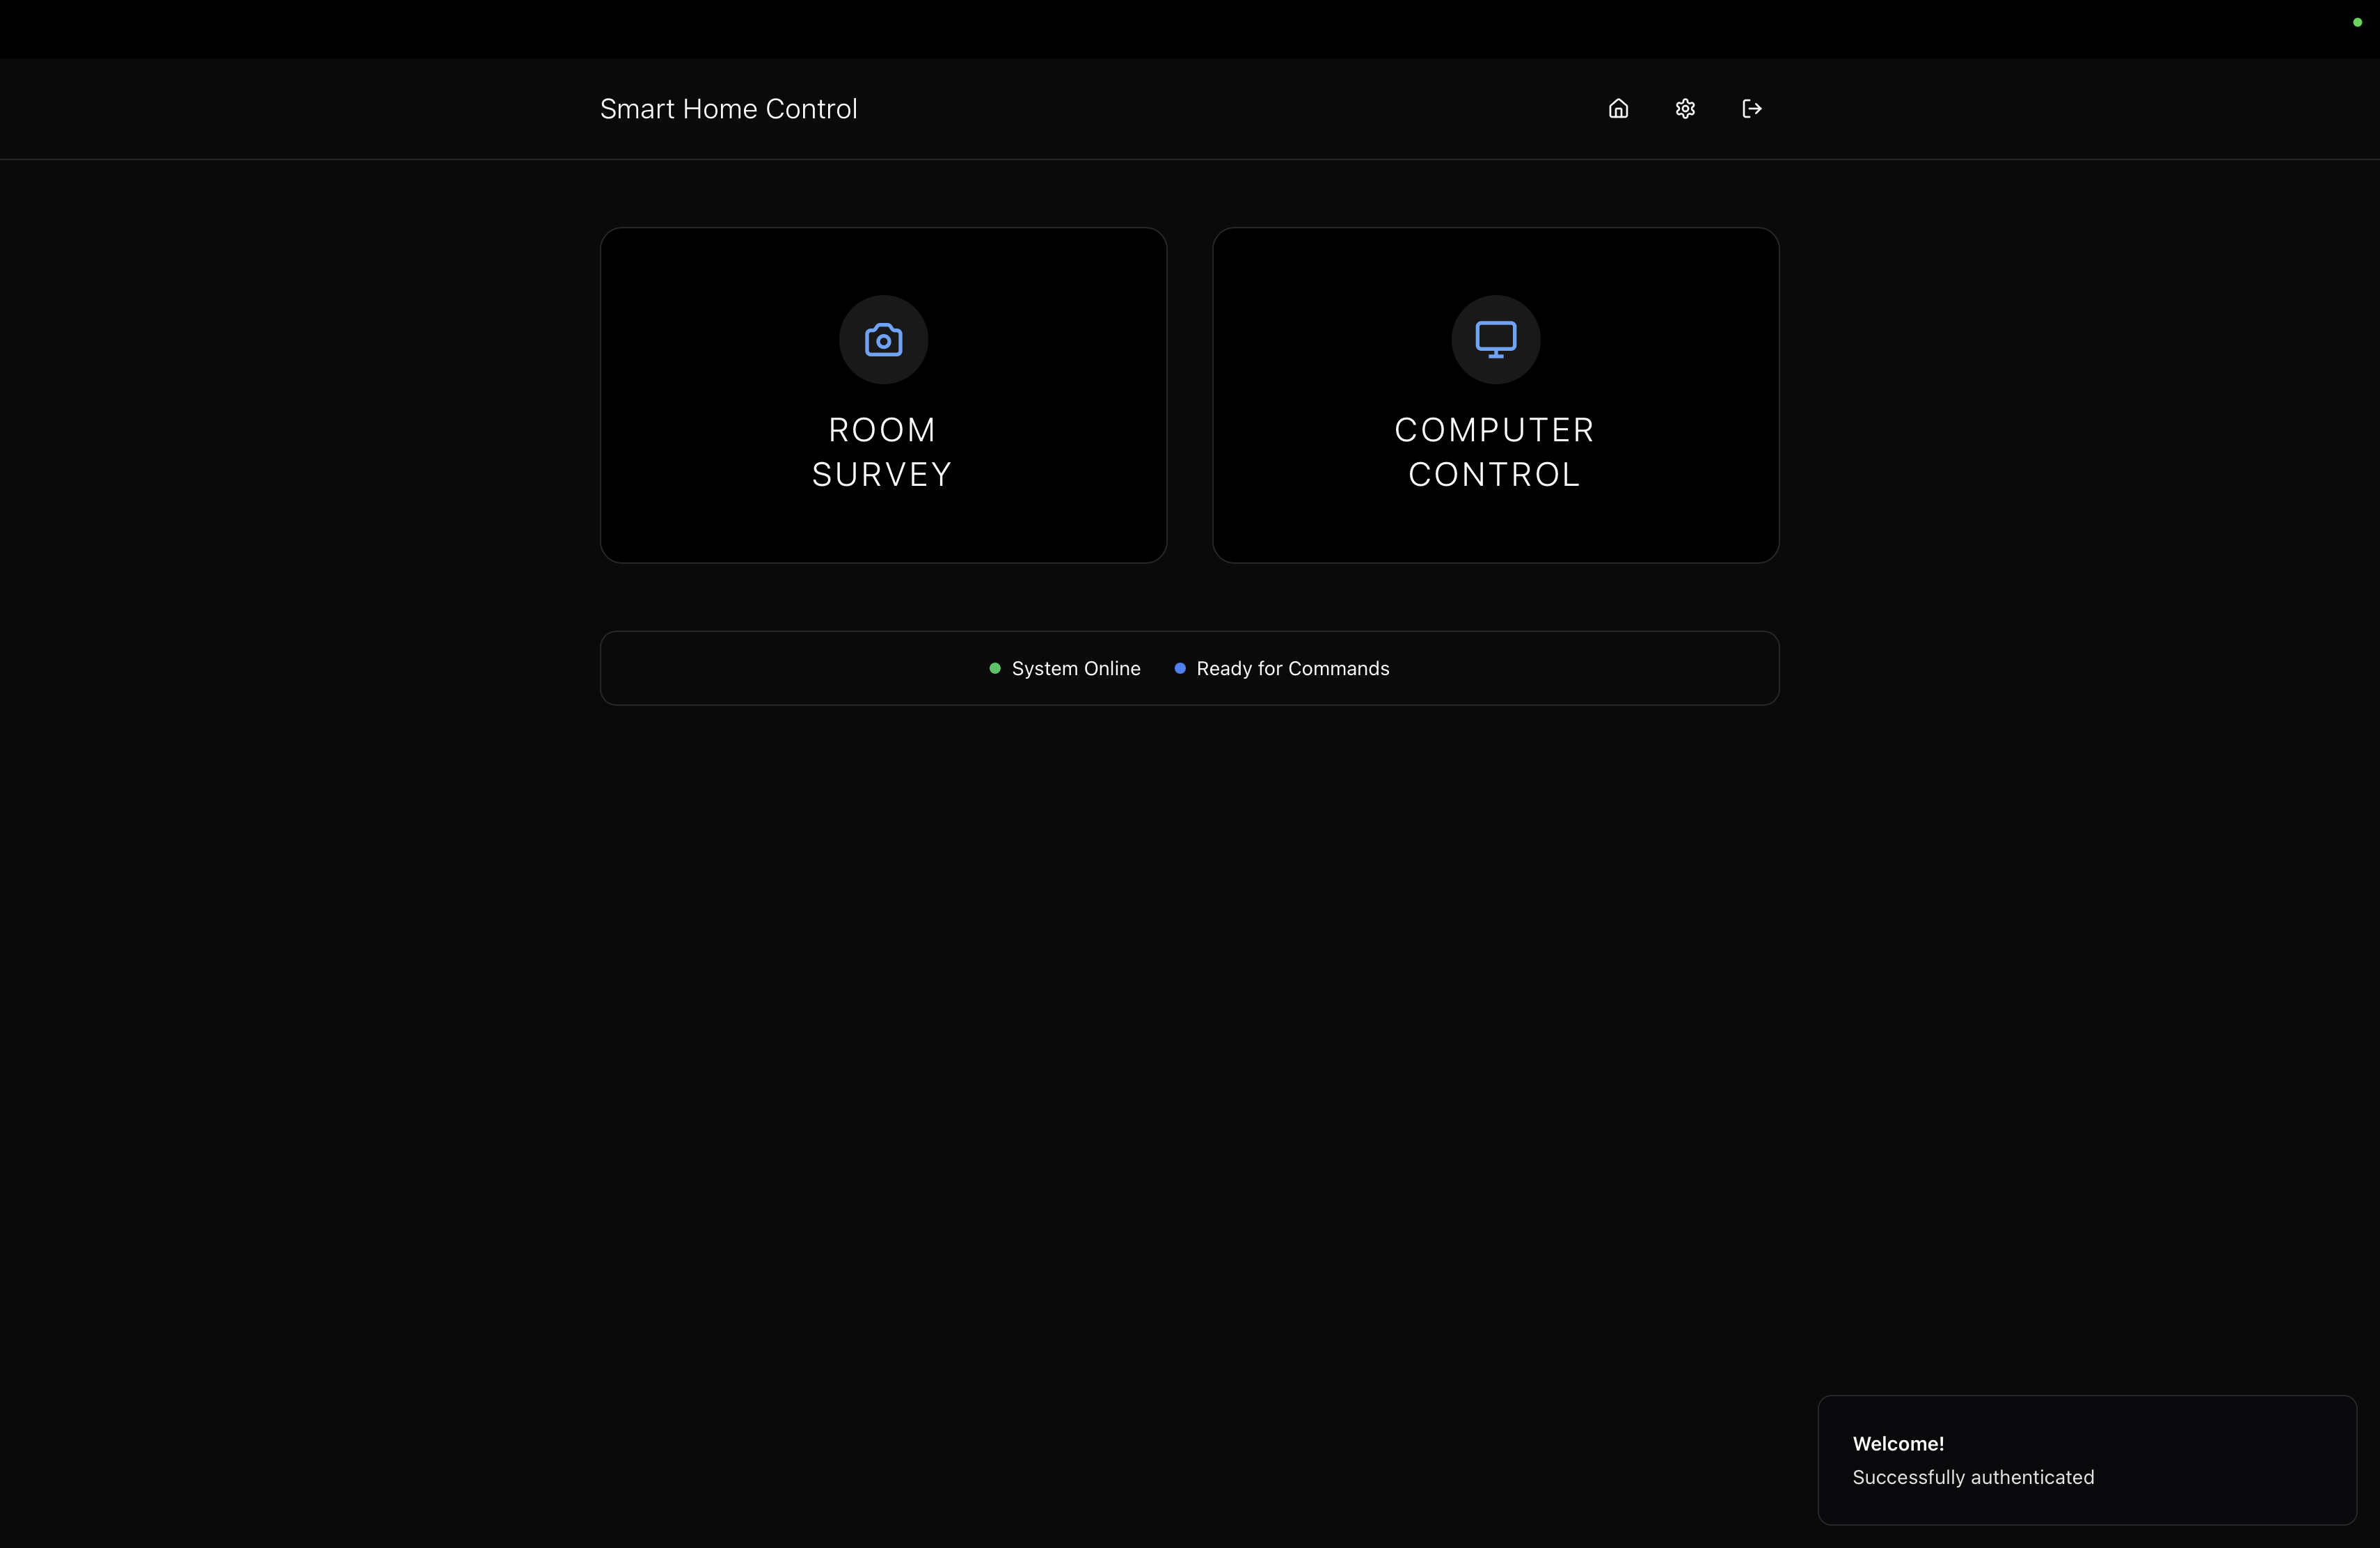 Smart Home Control
ROOM
SURVEY
COMPUTER
CONTROL
System Online
Ready for Commands
Welcome!
Successfully authenticated